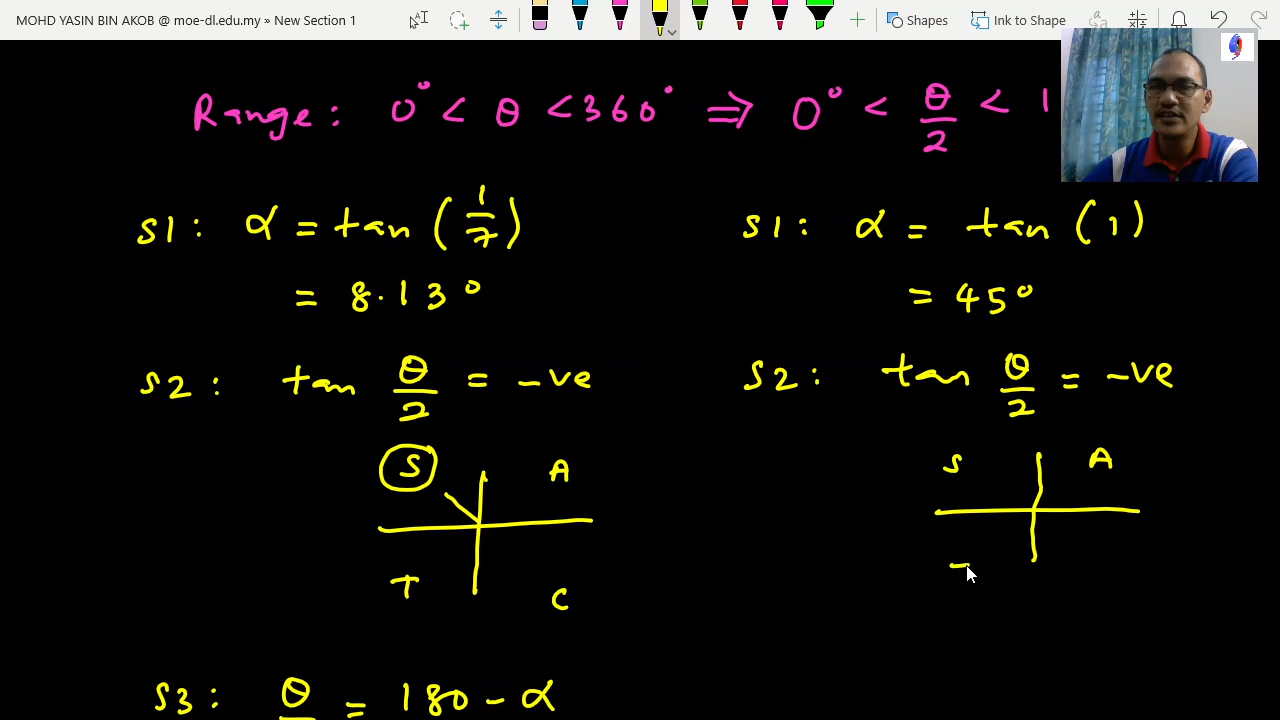 MOHD YASIN BIN AKOB @ moe-dl.edu.my » New Section 1
Shapes Ink to Shape
Range: 0° < θ < 360° ⇒ 0° < θ/2 < 1
S1: α = tan (1/7)
= 8.13°
S2: tan θ/2 = -ve
S A
T C
S3: θ = 180 - α
S1: α = tan (1)
= 45°
S2: tan θ/2 = -ve
S A